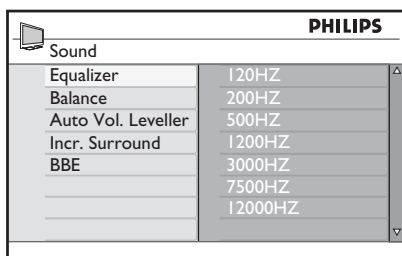 PHILIPS
Sound
Equalizer 120HZ
Balance 200HZ
Auto Vol. Leveller 500HZ
Incr. Surround 1200HZ
BBE 3000HZ
7500HZ
12000HZ